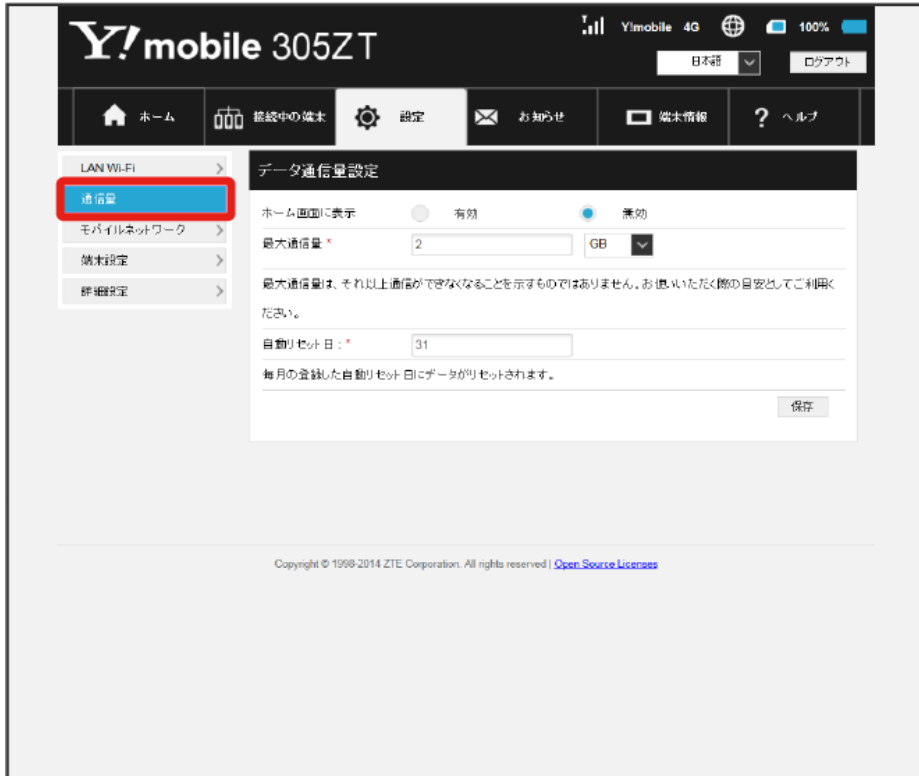 Y! mobile 305ZT
Y!mobile 4G 100%
日本語 ログアウト
ホーム 接続中の端末 設定 お知らせ 端末情報 ? ヘルプ
LAN Wi-Fi
通信量
モバイルネットワーク
端末設定
詳細設定
データ通信量設定
ホーム画面に表示 有効 無効
最大通信量 * 2 GB
最大通信量は、それ以上通信ができなくなることを示すものではありません。お使いいただく際の目安としてご利用く
ださい。
自動リセット日:* 31
毎月の登録した自動リセット日にデータがリセットされます。
保存
Copyright © 1998-2014 ZTE Corporation. All rights reserved | Open Source Licenses